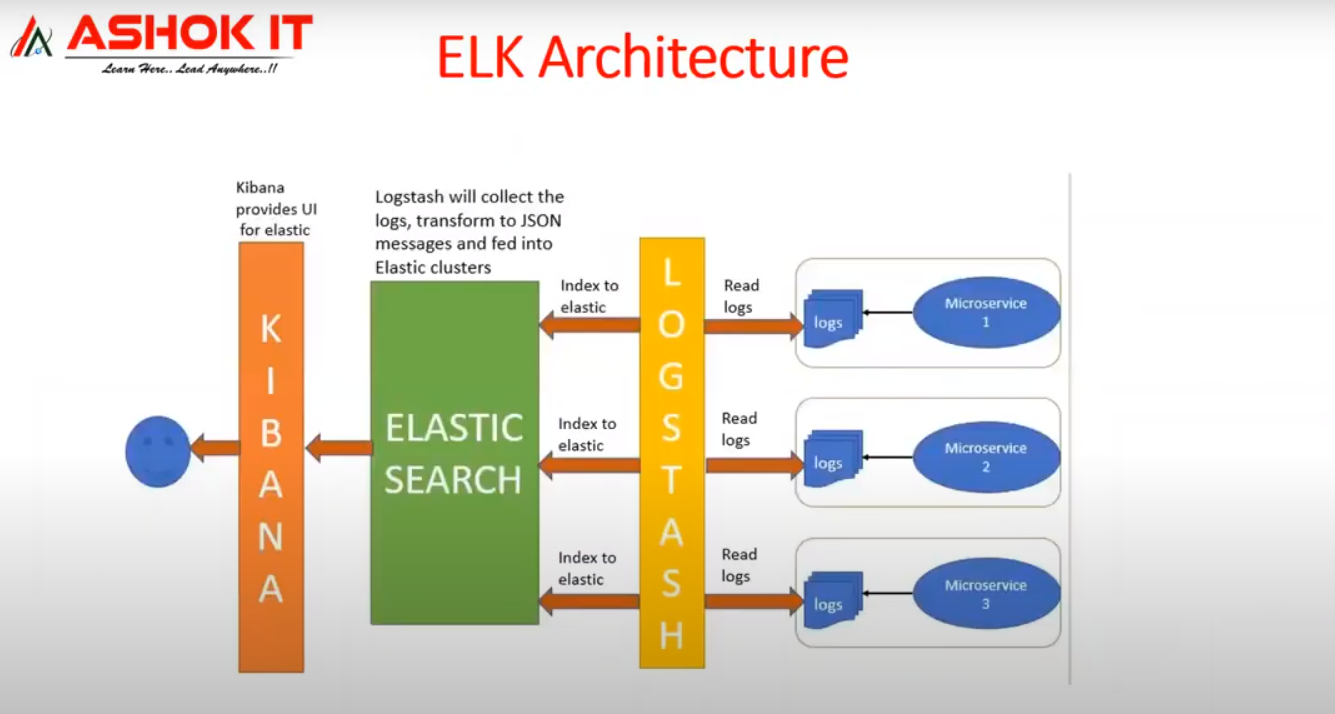 ASHOK IT
Learn Here.. Lead Anywhere..!!
ELK Architecture
Kibana
provides UI
for elastic
Logstash will collect the
logs, transform to JSON
messages and fed into
Elastic clusters
KIBANA
ELASTIC
SEARCH
Index to
elastic
Index to
elastic
Index to
elastic
LOGSTASH
Read
logs
Read
logs
Read
logs
logs
Microservice
1
logs
Microservice
2
logs
Microservice
3